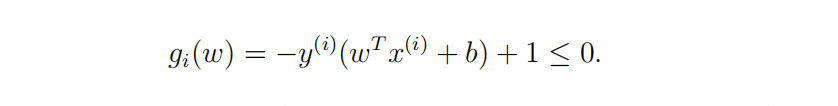 g_i(w) = −y^{(i)}(w^T x^{(i)} + b) + 1 ≤ 0.